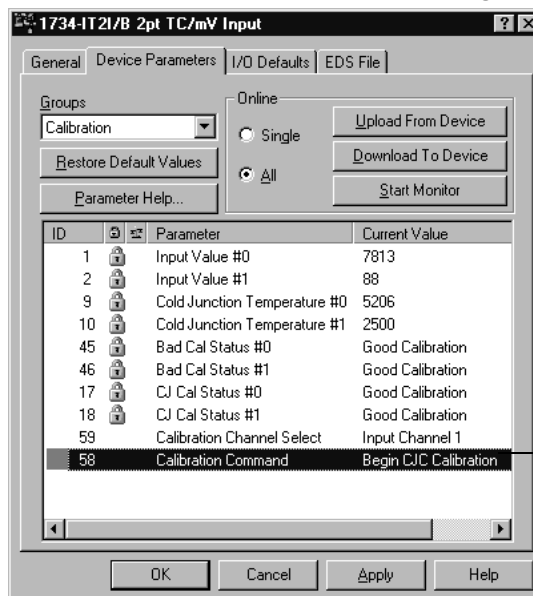 1734-IT2I/B 2pt TC/mV Input
General Device Parameters I/O Defaults EDS File
Groups
Calibration
Restore Default Values
Parameter Help...
Online
Single
All
Upload From Device
Download To Device
Start Monitor
ID Parameter Current Value
1 Input Value #0 7813
2 Input Value #1 88
9 Cold Junction Temperature #0 5206
10 Cold Junction Temperature #1 2500
45 Bad Cal Status #0 Good Calibration
46 Bad Cal Status #1 Good Calibration
17 CJ Cal Status #0 Good Calibration
18 CJ Cal Status #1 Good Calibration
59 Calibration Channel Select Input Channel 1
58 Calibration Command Begin CJC Calibration
OK Cancel Apply Help